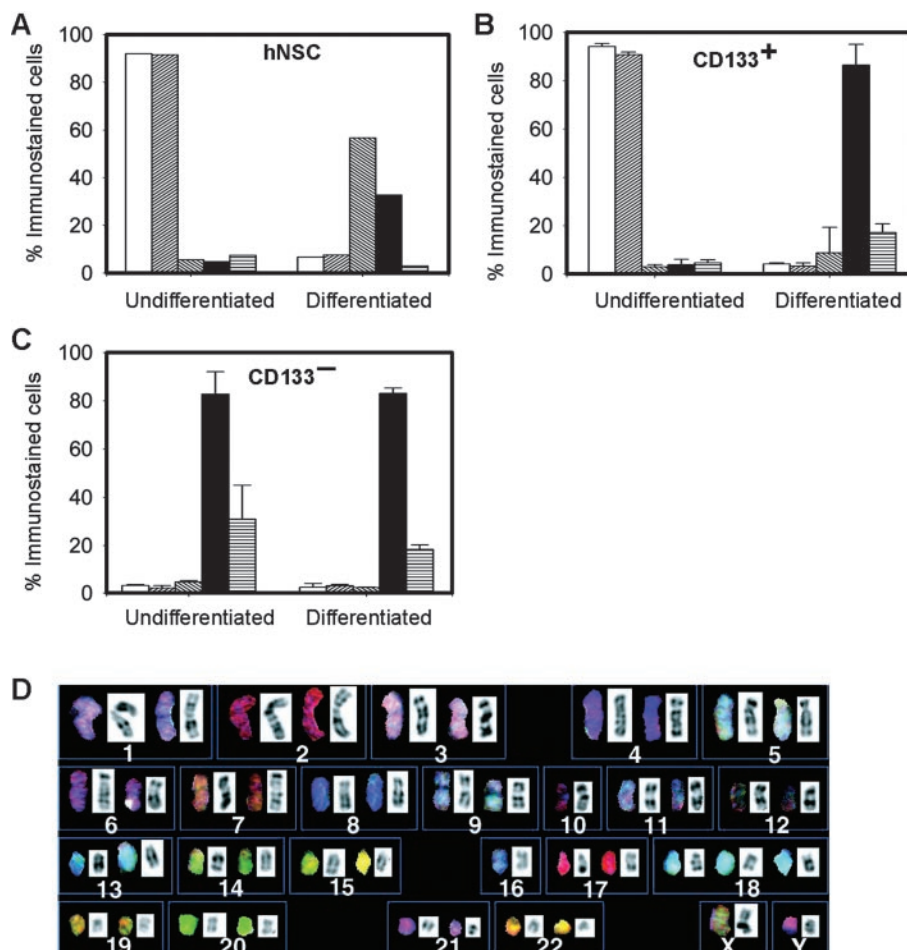 A
hNSC
% Immunostained cells
100
80
60
40
20
0
Undifferentiated Differentiated
B
CD133+
% Immunostained cells
100
80
60
40
20
0
Undifferentiated Differentiated
C
CD133−
% Immunostained cells
100
80
60
40
20
0
Undifferentiated Differentiated
D
1 2 3 4 5
6 7 8 9 10 11 12
13 14 15 16 17 18
19 20 21 22 X Y